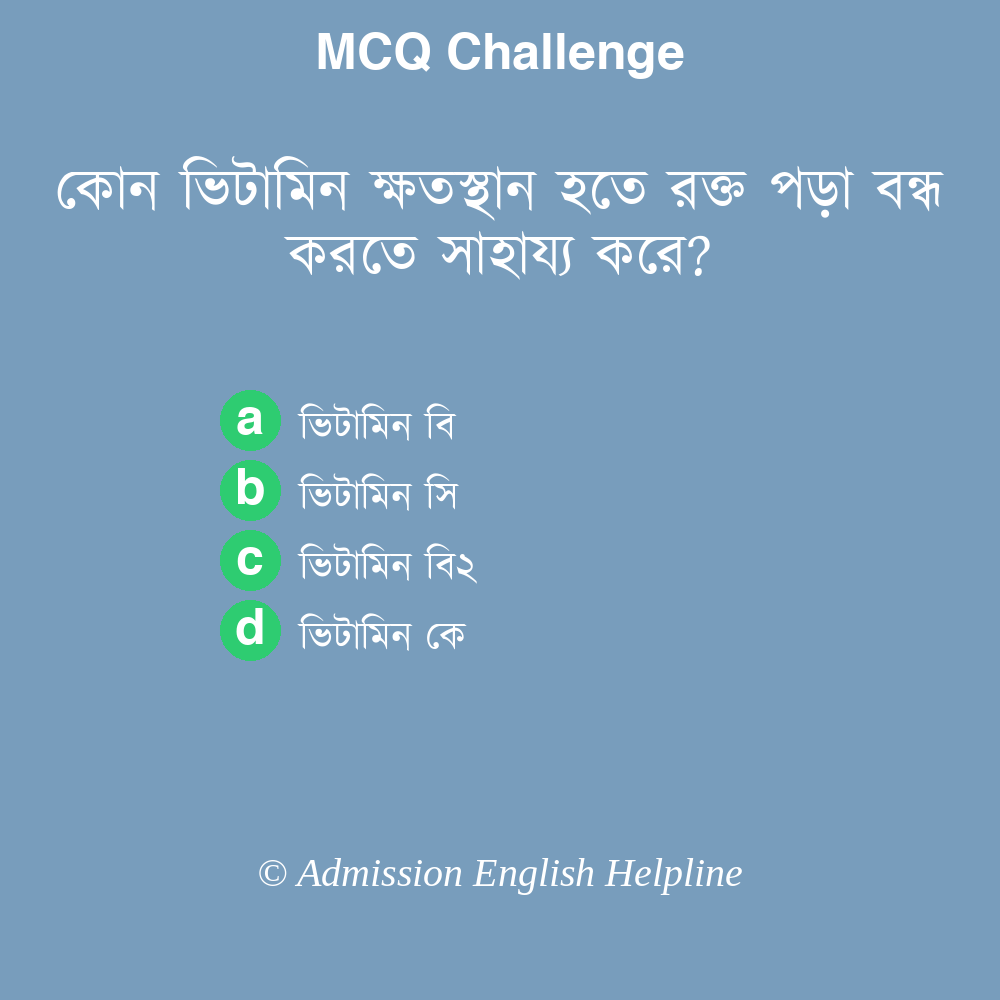 MCQ Challenge
কোন ভিটামিন ক্ষতস্থান হতে রক্ত পড়া বন্ধ
করতে সাহায্য করে?
a ভিটামিন বি
b ভিটামিন সি
c ভিটামিন বি২
d ভিটামিন কে
© Admission English Helpline